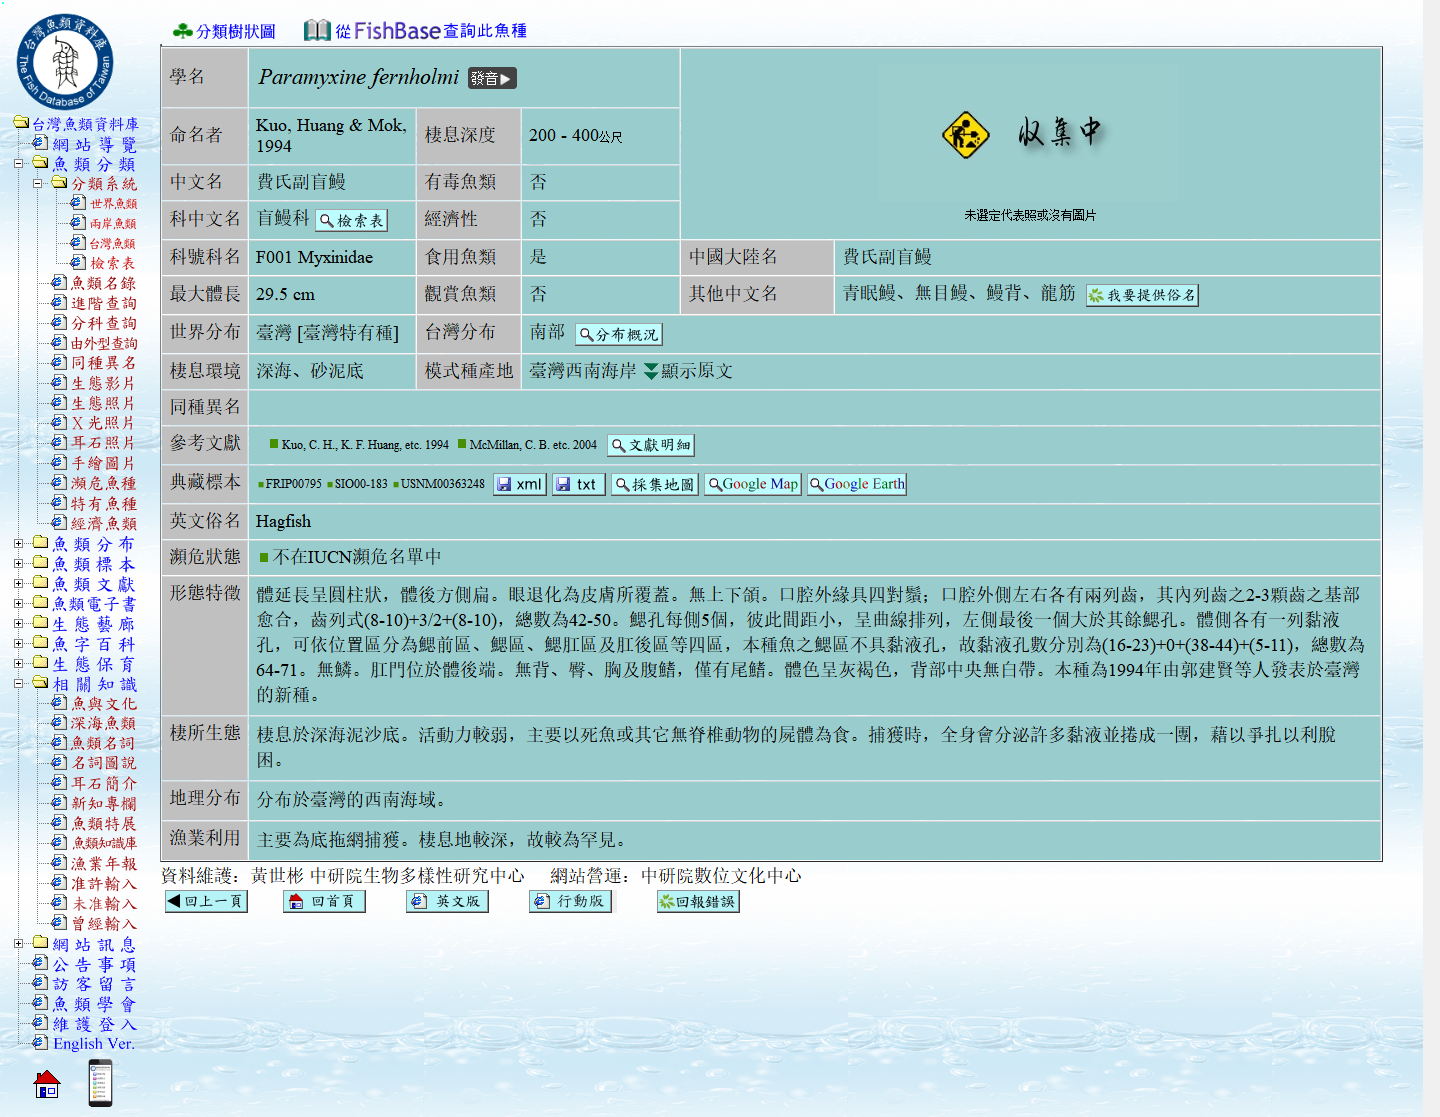 台灣魚類資料庫
The Fish Database of Taiwan
分類樹狀圖 從FishBase查詢此魚種
台灣魚類資料庫
網站導覽
魚類分類
分類系統
世界魚類
兩岸魚類
台灣魚類
檢索表
魚類名錄
進階查詢
分科查詢
由外型查詢
同種異名
生態影片
生態照片
X光照片
耳石照片
手繪圖片
瀕危魚種
特有魚種
經濟魚類
魚類分布
魚類標本
魚類文獻
魚類電子書
生態藝廊
魚字百科
生態保育
相關知識
魚與文化
深海魚類
魚類名詞
名詞圖說
耳石簡介
新知專欄
魚類特展
魚類知識庫
漁業年報
准許輸入
未准輸入
曾經輸入
網站訊息
公告事項
訪客留言
魚類學會
維護登入
English Ver.
學名 Paramyxine fernholmi 發音▶
收集中
未選定代表照或沒有圖片
命名者 Kuo, Huang & Mok, 1994 棲息深度 200 - 400公尺
中文名 費氏副盲鰻 有毒魚類 否
科中文名 盲鰻科 檢索表 經濟性 否
科號科名 F001 Myxinidae 食用魚類 是 中國大陸名 費氏副盲鰻
最大體長 29.5 cm 觀賞魚類 否 其他中文名 青眠鰻、無目鰻、鰻背、龍筋 我要提供俗名
世界分布 臺灣 [臺灣特有種] 台灣分布 南部 分布概況
棲息環境 深海、砂泥底 模式種產地 臺灣西南海岸 顯示原文
同種異名
參考文獻 Kuo, C. H., K. F. Huang, etc. 1994 McMillan, C. B. etc. 2004 文獻明細
典藏標本 FRIP00795 SIO00-183 USNM00363248 xml txt 採集地圖 Google Map Google Earth
英文俗名 Hagfish
瀕危狀態 不在IUCN瀕危名單中
形態特徵 體延長呈圓柱狀，體後方側扁。眼退化為皮膚所覆蓋。無上下頜。口腔外緣具四對鬚；口腔外側左右各有兩列齒，其內列齒之2-3顆齒之基部
愈合，齒列式(8-10)+3/2+(8-10)，總數為42-50。鰓孔每側5個，彼此間距小，呈曲線排列，左側最後一個大於其餘鰓孔。體側各有一列黏液
孔，可依位置區分為鰓前區、鰓區、鰓肛區及肛後區等四區，本種魚之鰓區不具黏液孔，故黏液孔數分別為(16-23)+0+(38-44)+(5-11)，總數為
64-71。無鱗。肛門位於體後端。無背、臀、胸及腹鰭，僅有尾鰭。體色呈灰褐色，背部中央無白帶。本種為1994年由郭建賢等人發表於臺灣
的新種。
棲所生態 棲息於深海泥沙底。活動力較弱，主要以死魚或其它無脊椎動物的屍體為食。捕獲時，全身會分泌許多黏液並捲成一團，藉以爭扎以利脫
困。
地理分布 分布於臺灣的西南海域。
漁業利用 主要為底拖網捕獲。棲息地較深，故較為罕見。
資料維護：黃世彬 中研院生物多樣性研究中心 網站營運：中研院數位文化中心
回上一頁 回首頁 英文版 行動版 回報錯誤